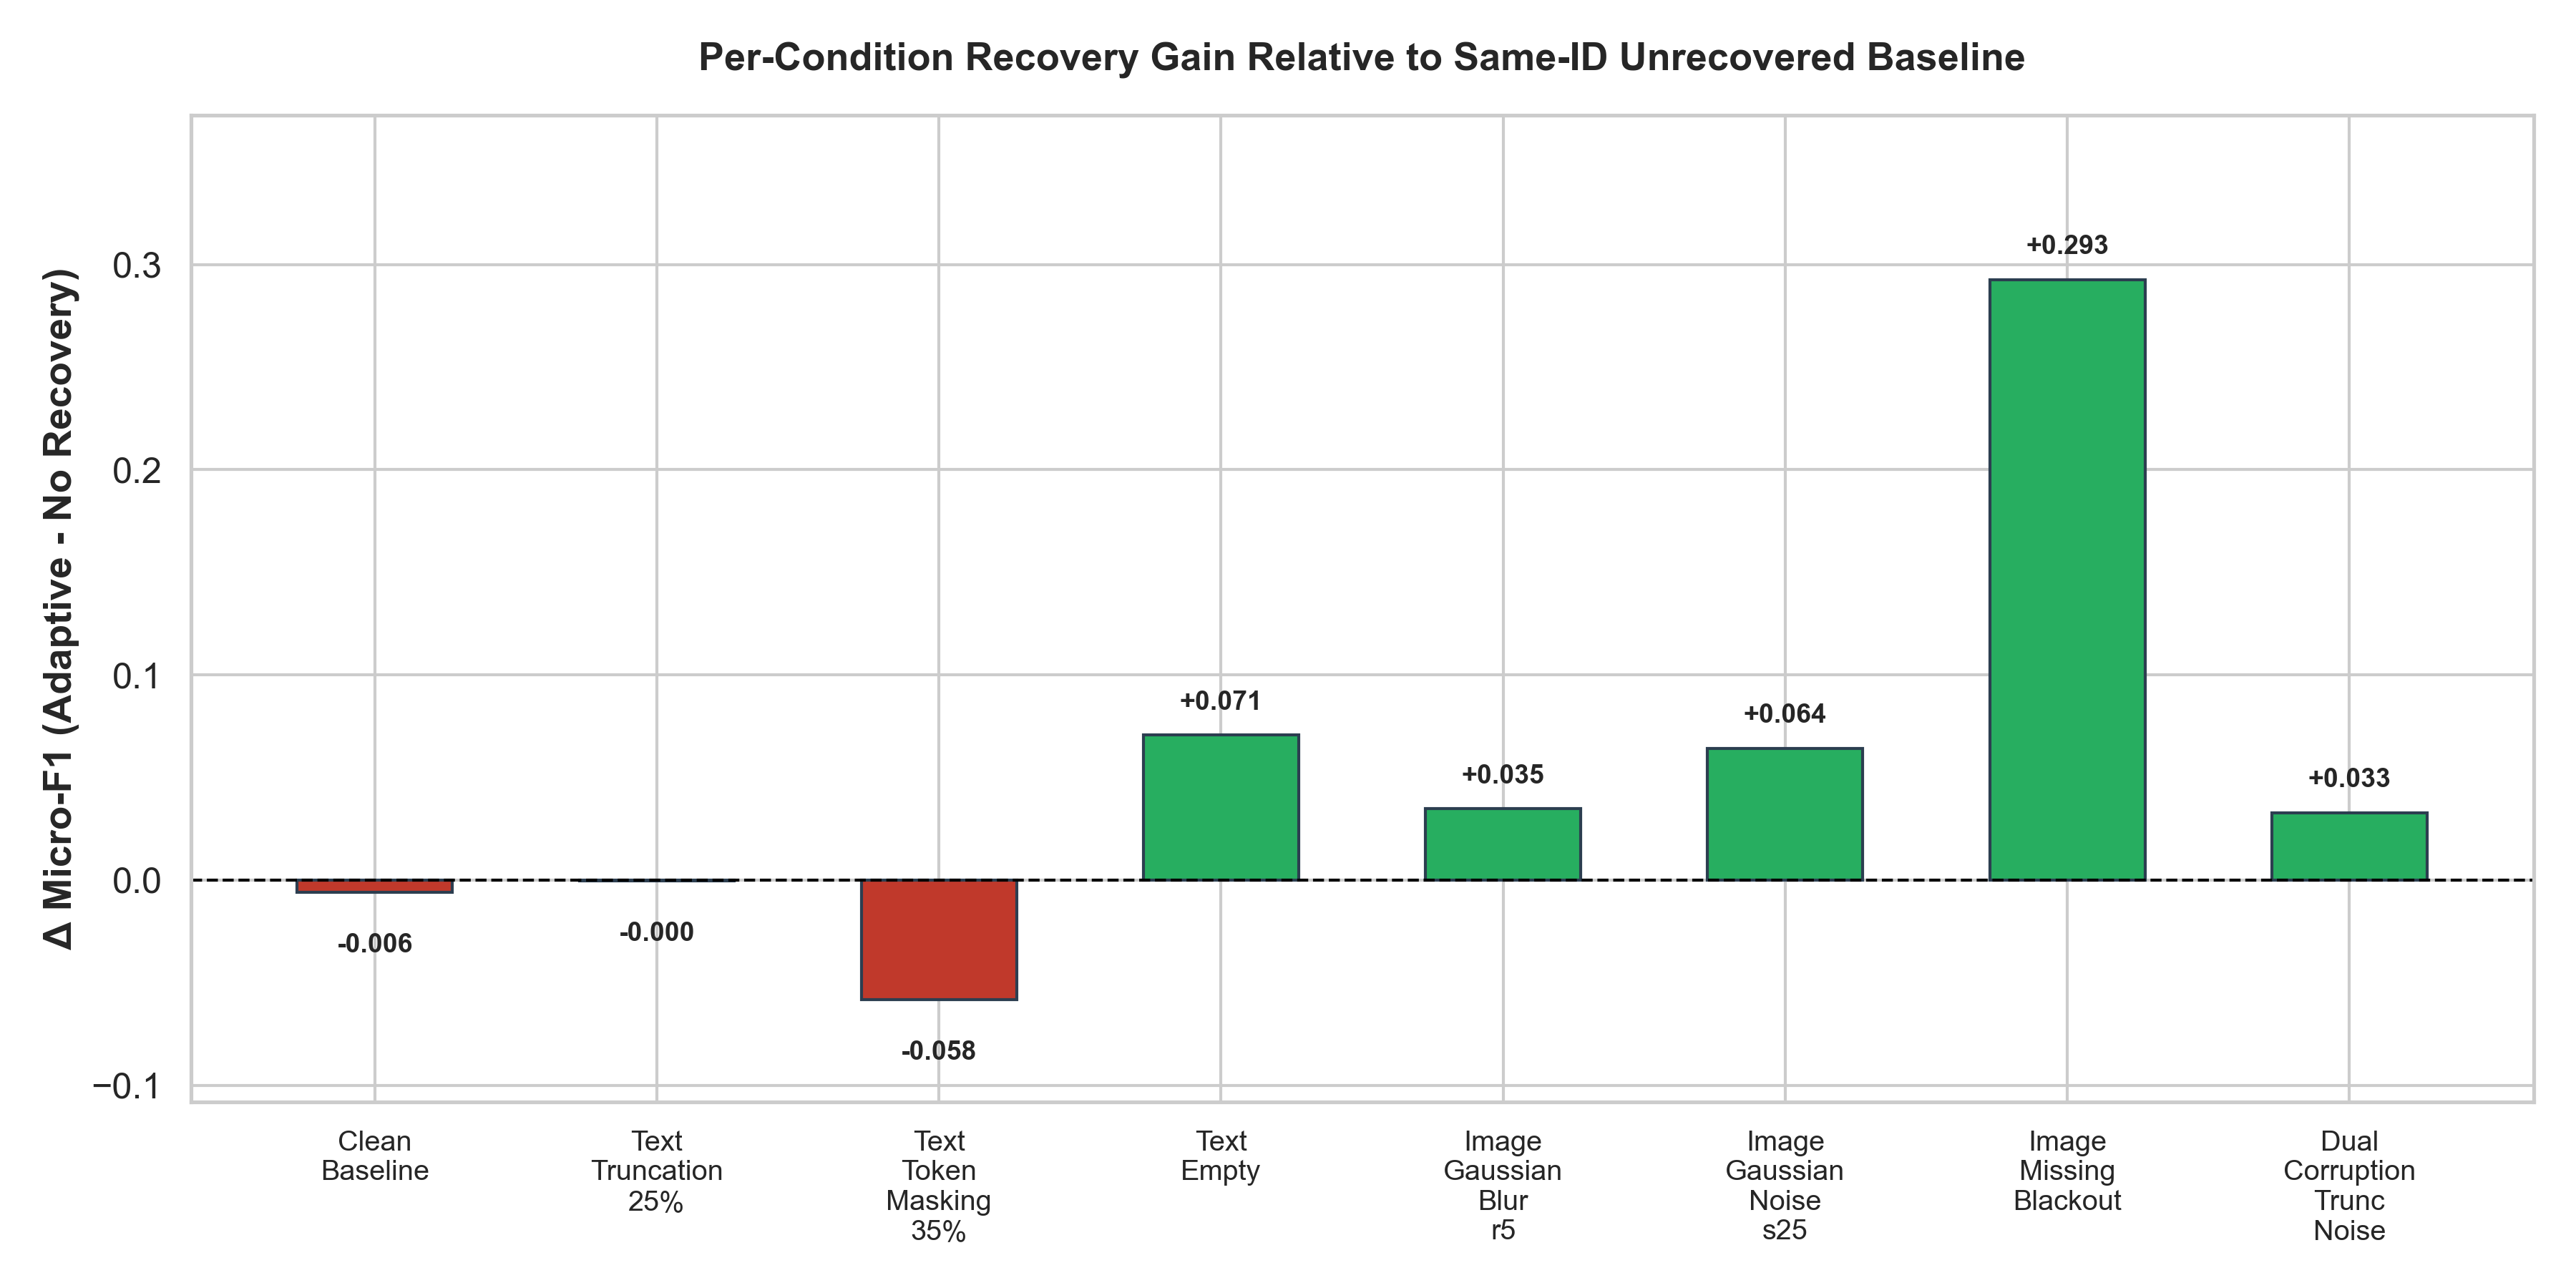 Per-Condition Recovery Gain Relative to Same-ID Unrecovered Baseline
Δ Micro-F1 (Adaptive - No Recovery)
0.3
0.2
0.1
0.0
−0.1
-0.006
-0.000
-0.058
+0.071
+0.035
+0.064
+0.293
+0.033
Clean
Baseline
Text
Truncation
25%
Text
Token
Masking
35%
Text
Empty
Image
Gaussian
Blur
r5
Image
Gaussian
Noise
s25
Image
Missing
Blackout
Dual
Corruption
Trunc
Noise